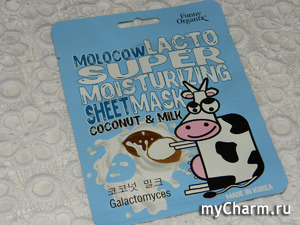 Funny
Organix
MOLOCOW LACTO
SUPER
MOISTURIZING
SHEET MASK
COCONUT & MILK
코코넛 밀크
Galactomyces
MADE IN KOREA
myCharm.ru